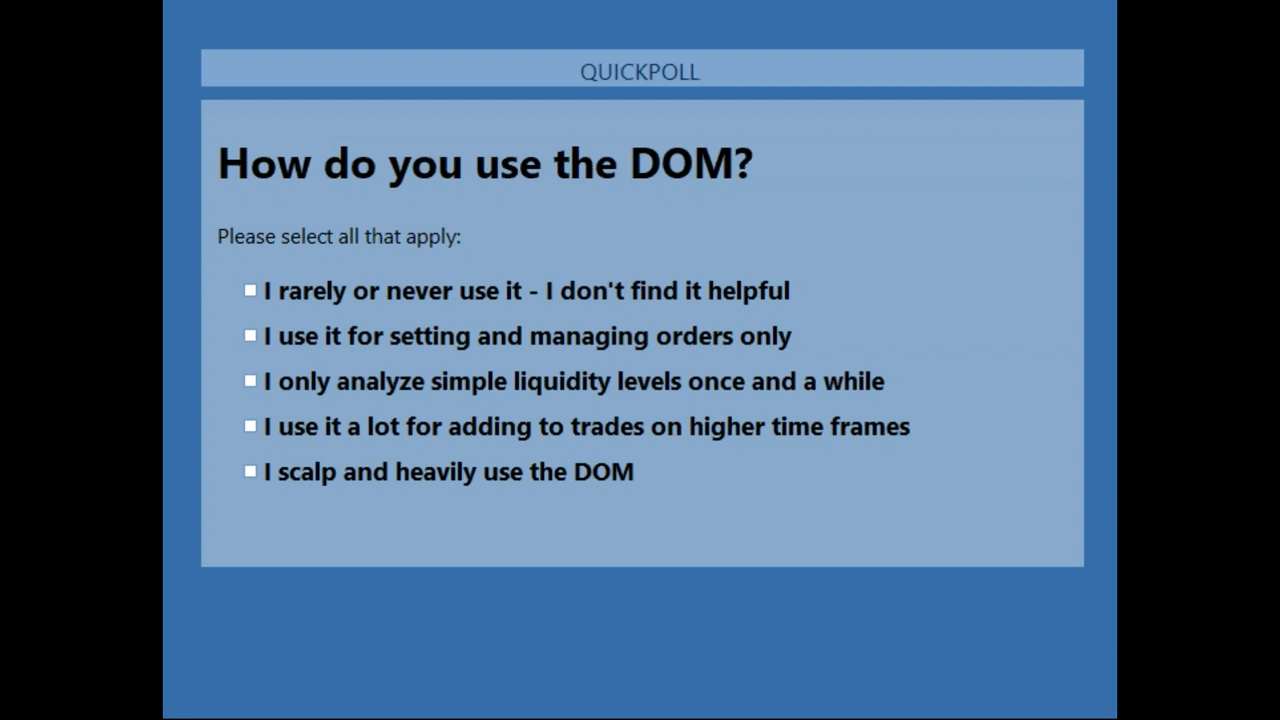 QUICKPOLL
How do you use the DOM?
Please select all that apply:
I rarely or never use it - I don't find it helpful
I use it for setting and managing orders only
I only analyze simple liquidity levels once and a while
I use it a lot for adding to trades on higher time frames
I scalp and heavily use the DOM